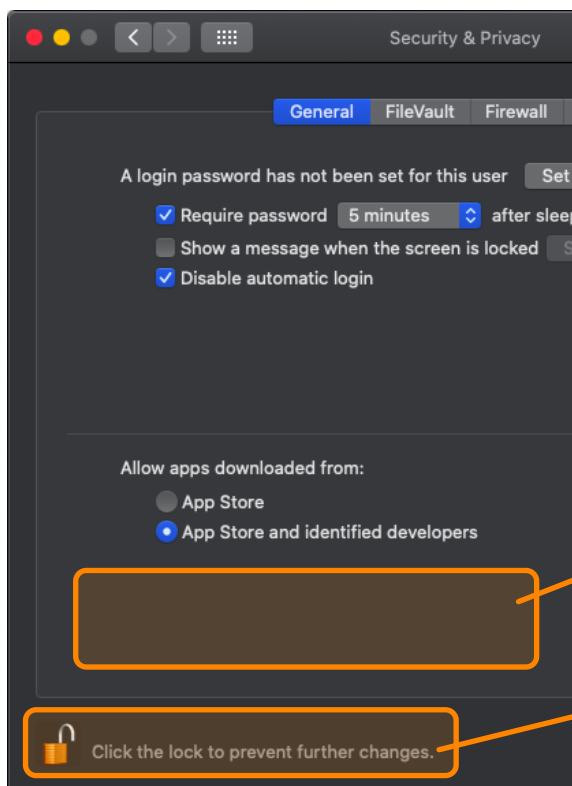 Security & Privacy
General FileVault Firewall
A login password has not been set for this user Set
Require password 5 minutes after sleep
Show a message when the screen is locked S
Disable automatic login
Allow apps downloaded from:
App Store
App Store and identified developers
Click the lock to prevent further changes.